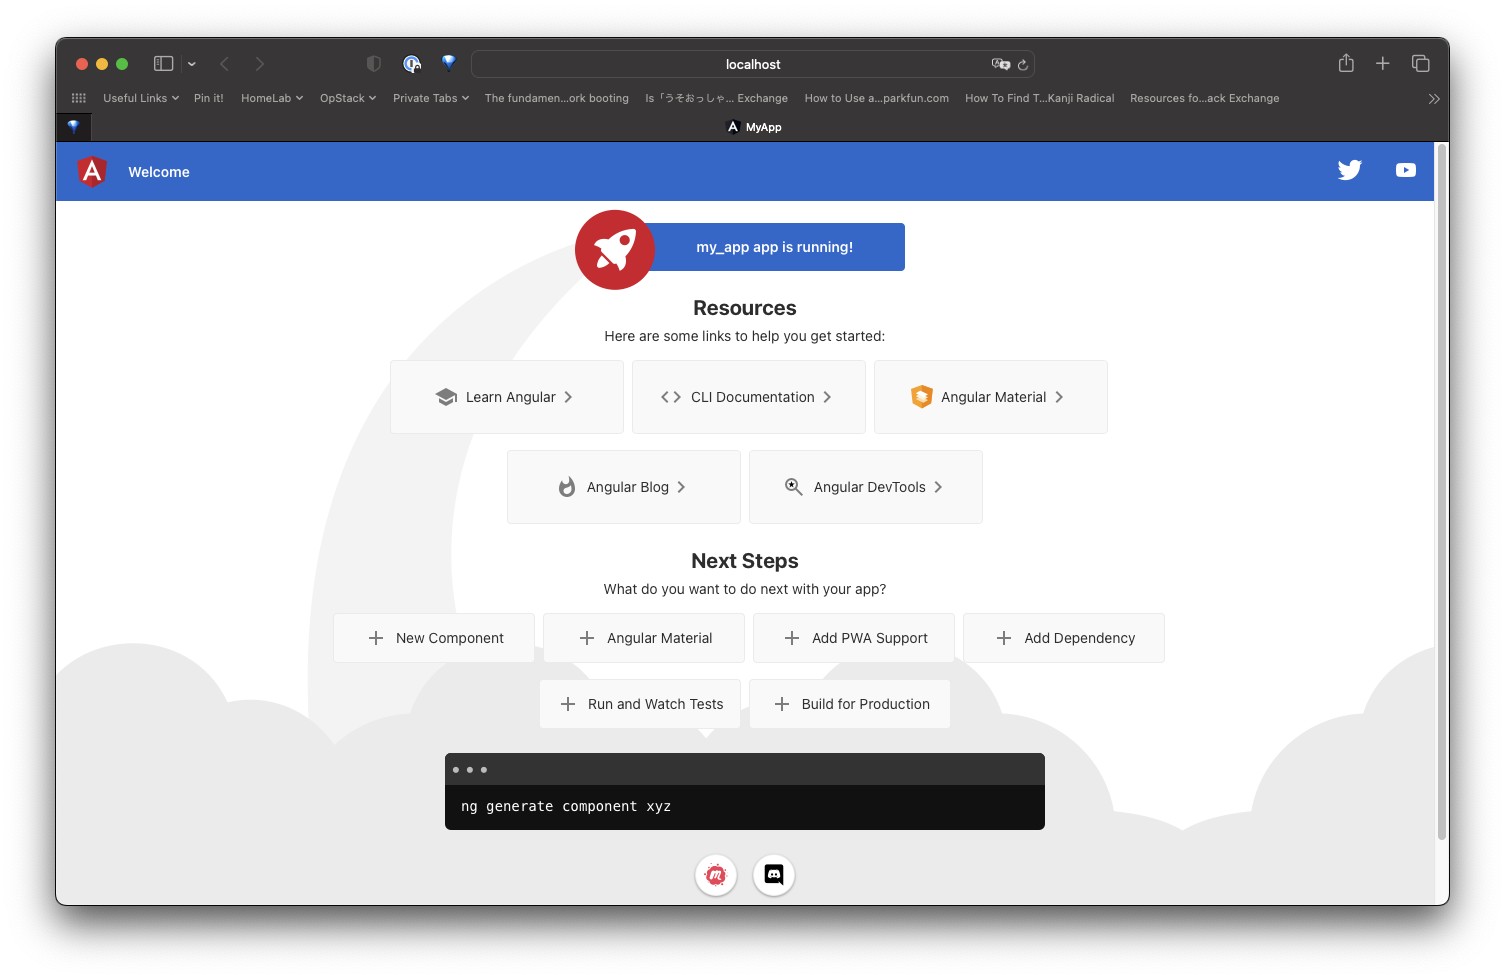 localhost
Useful Links Pin it! HomeLab OpStack Private Tabs The fundamen...ork booting Is「うそおっしゃ... Exchange How to Use a...parkfun.com How To Find T...Kanji Radical Resources fo...ack Exchange
MyApp
Welcome
my_app app is running!
Resources
Here are some links to help you get started:
Learn Angular CLI Documentation Angular Material
Angular Blog Angular DevTools
Next Steps
What do you want to do next with your app?
New Component Angular Material Add PWA Support Add Dependency
Run and Watch Tests Build for Production
ng generate component xyz